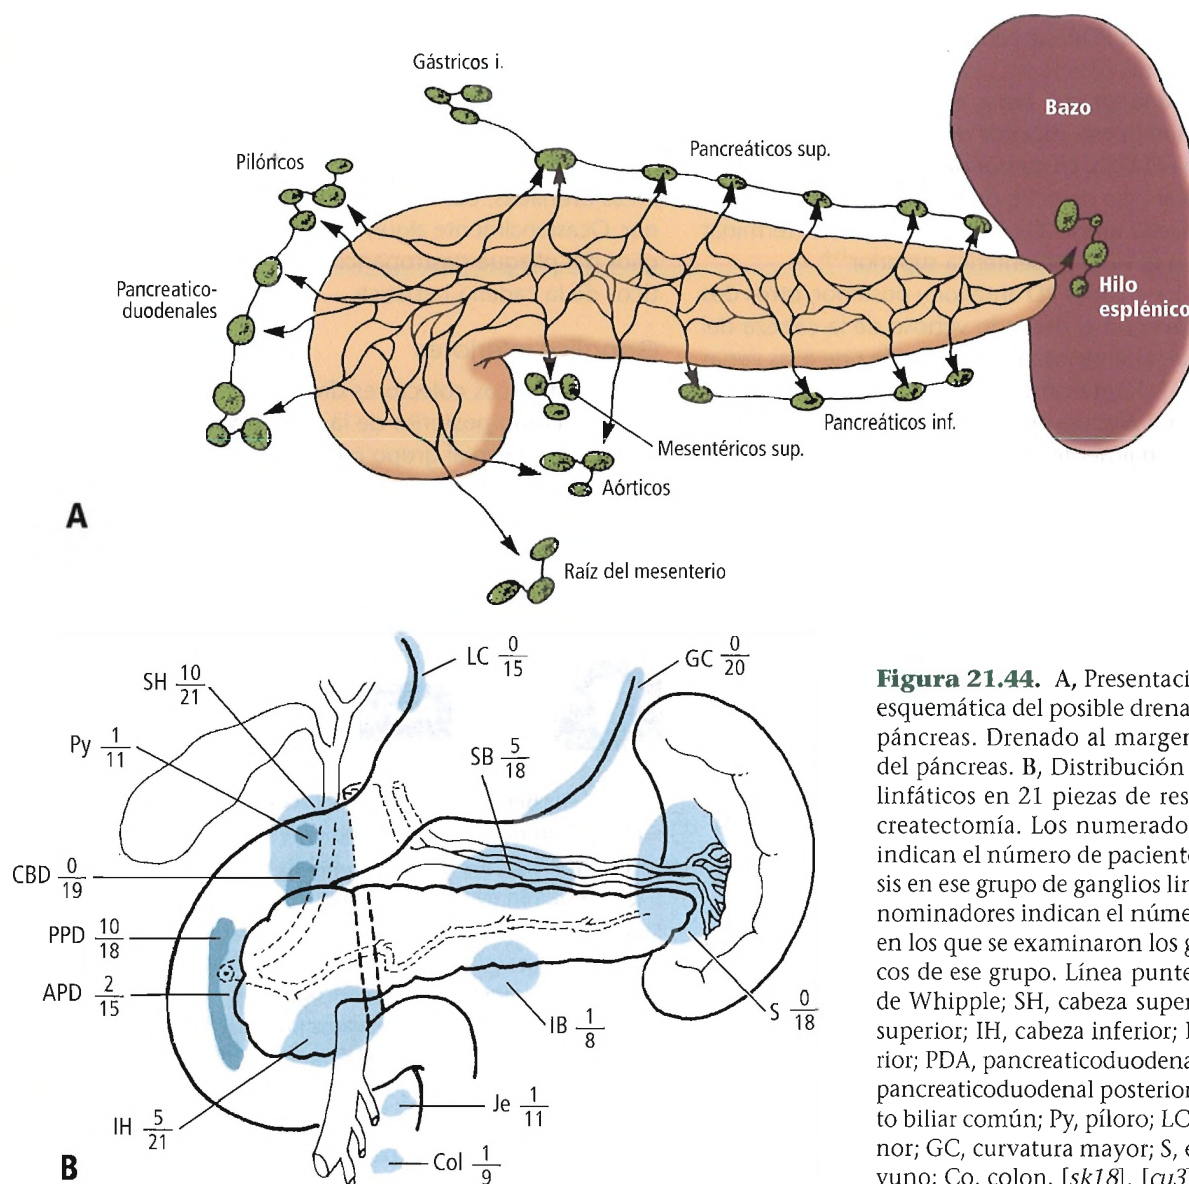 Gástricos i.
Bazo
Pancreáticos sup.
Pilóricos
Pancreatico-
duodenales
Hilo
esplénico
Pancreáticos inf.
Mesentéricos sup.
Aórticos
A
Raíz del mesenterio
LC 0/15
GC 0/20
SH 10/21
Py 1/11
SB 5/18
CBD 0/19
PPD 10/18
APD 2/15
S 0/18
IB 1/8
Je 1/11
IH 5/21
Col 1/9
B
Figura 21.44. A, Presentaci
esquemática del posible drena
páncreas. Drenado al margen
del páncreas. B, Distribución
linfáticos en 21 piezas de res
createctomía. Los numerado
indican el número de paciento
sis en ese grupo de ganglios lin
nominadores indican el núme
en los que se examinaron los g
cos de ese grupo. Línea punte
de Whipple; SH, cabeza super
superior; IH, cabeza inferior; I
rior; PDA, pancreaticoduodena
pancreaticoduodenal posterior
to biliar común; Py, píloro; LC
nor; GC, curvatura mayor; S, e
yuno; Co, colon. [sk18], [cu3]